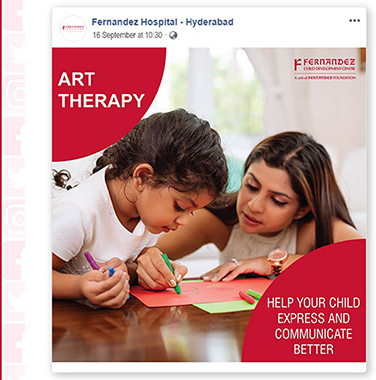 Fernandez Hospital - Hyderabad
16 September at 10:30 ·
ART
THERAPY
FERNANDEZ
CHILD DEVELOPMENT CENTRE
A unit of FERNANDEZ FOUNDATION
HELP YOUR CHILD
EXPRESS AND
COMMUNICATE
BETTER